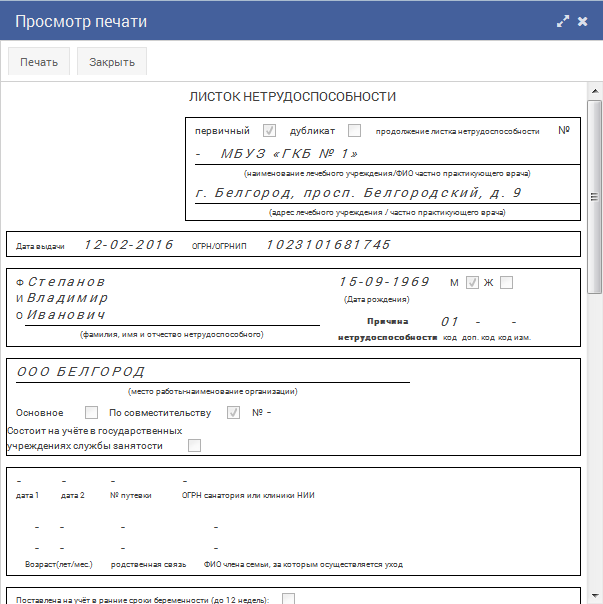 Просмотр печати
Печать Закрыть
ЛИСТОК НЕТРУДОСПОСОБНОСТИ
первичный дубликат продолжение листка нетрудоспособности №
- МБУЗ «ГКБ № 1»
(наименование лечебного учреждения/ФИО частно практикующего врача)
г. Белгород, просп. Белгородский, д. 9
(адрес лечебного учреждения / частно практикующего врача)
Дата выдачи 12-02-2016 ОГРН/ОГРНИП 1023101681745
Ф Степанов 15-09-1969 М Ж
И Владимир (Дата рождения)
О Иванович Причина 01 - -
(фамилия, имя и отчество нетрудоспособного) нетрудоспособности код доп. код код изм.
ООО БЕЛГОРОД
(место работы-наименование организации)
Основное По совместительству № -
Состоит на учёте в государственных
учреждениях службы занятости
- - - -
дата 1 дата 2 № путевки ОГРН санатория или клиники НИИ
- - - -
- - - -
Возраст(лет/мес.) родственная связь ФИО члена семьи, за которым осуществляется уход
Поставлена на учёт в ранние сроки беременности (до 12 недель):